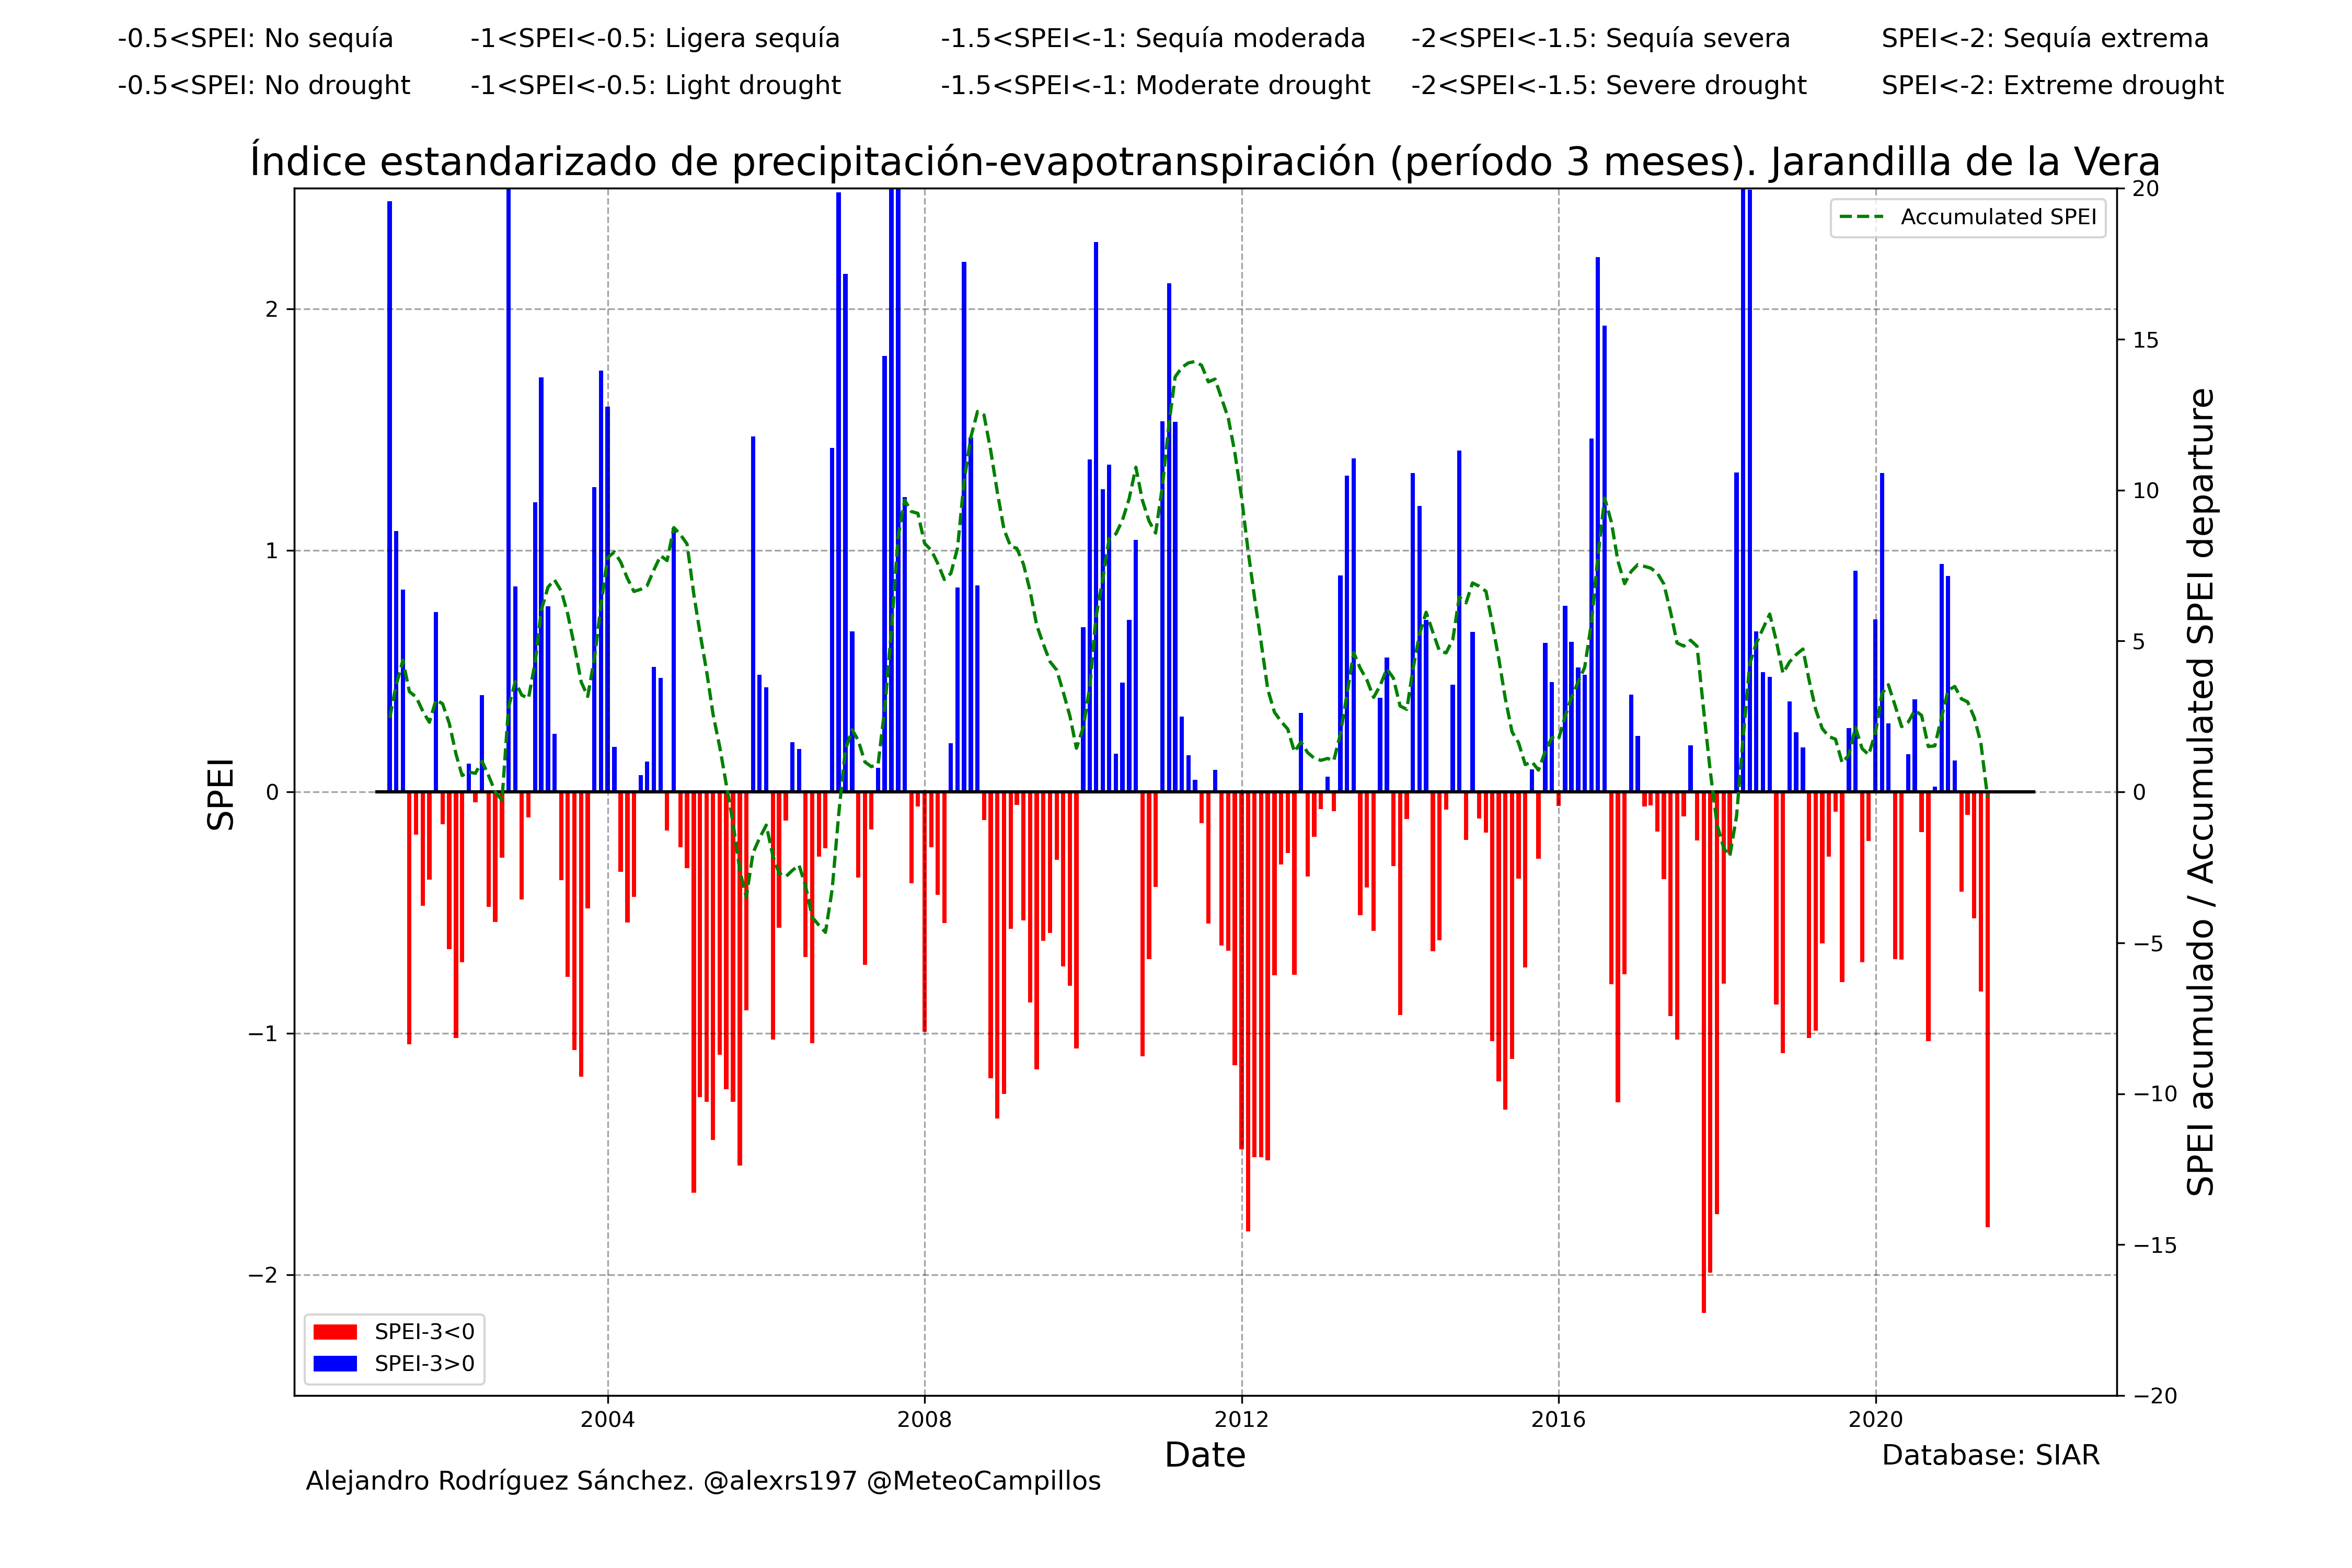 -0.5<SPEI: No sequía -1<SPEI<-0.5: Ligera sequía -1.5<SPEI<-1: Sequía moderada -2<SPEI<-1.5: Sequía severa SPEI<-2: Sequía extrema
-0.5<SPEI: No drought -1<SPEI<-0.5: Light drought -1.5<SPEI<-1: Moderate drought -2<SPEI<-1.5: Severe drought SPEI<-2: Extreme drought
Índice estandarizado de precipitación-evapotranspiración (período 3 meses). Jarandilla de la Vera
Accumulated SPEI
SPEI
2
1
0
−1
−2
20
15
10
5
0
−5
−10
−15
−20
SPEI acumulado / Accumulated SPEI departure
SPEI-3<0
SPEI-3>0
2004 2008 2012 2016 2020
Date
Database: SIAR
Alejandro Rodríguez Sánchez. @alexrs197 @MeteoCampillos